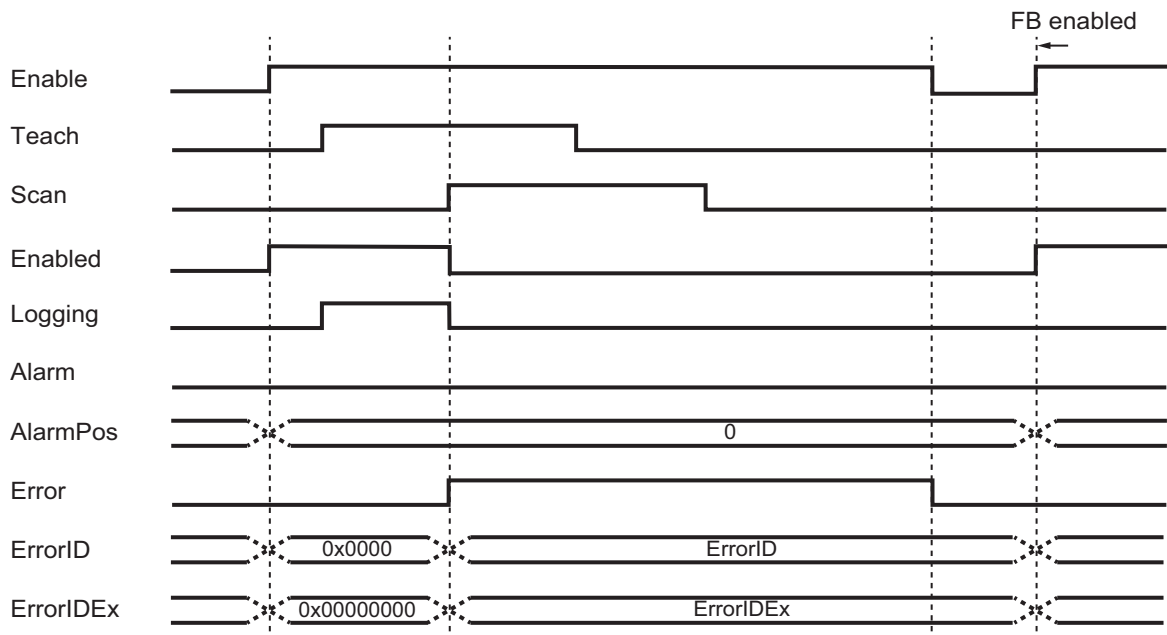 FB enabled
Enable
Teach
Scan
Enabled
Logging
Alarm
AlarmPos
0
Error
ErrorID
0x0000
ErrorID
ErrorIDEx
0x00000000
ErrorIDEx